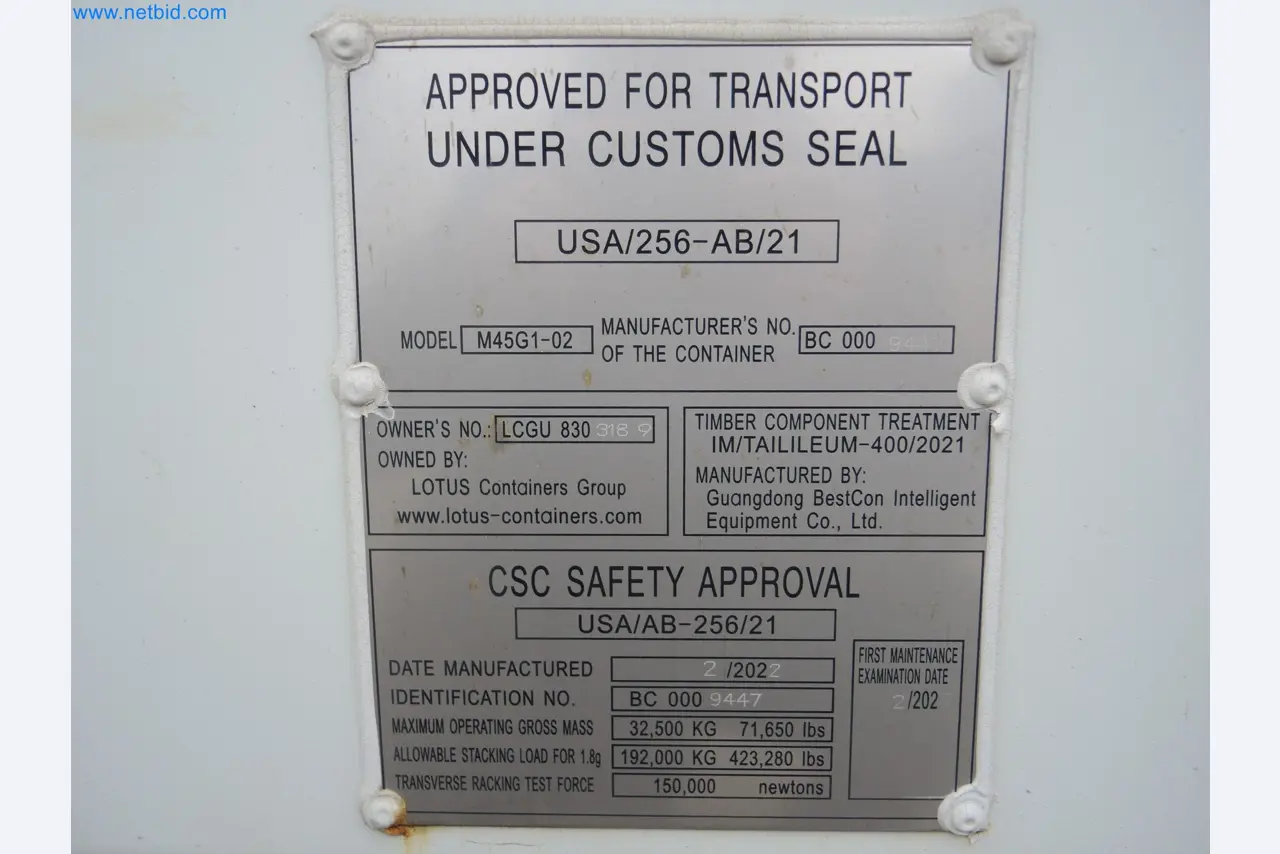 www.netbid.com
APPROVED FOR TRANSPORT
UNDER CUSTOMS SEAL
USA/256-AB/21
MODEL M45G1-02 MANUFACTURER'S NO. OF THE CONTAINER BC 000
OWNER'S NO.: LCGU 830 318 9
OWNED BY:
LOTUS Containers Group
www.lotus-containers.com
TIMBER COMPONENT TREATMENT
IM/TAILILEUM-400/2021
MANUFACTURED BY:
Guangdong BestCon Intelligent
Equipment Co., Ltd.
CSC SAFETY APPROVAL
USA/AB-256/21
DATE MANUFACTURED 2 /2022
IDENTIFICATION NO. BC 000 9447
MAXIMUM OPERATING GROSS MASS 32,500 KG 71,650 lbs
ALLOWABLE STACKING LOAD FOR 1.8g 192,000 KG 423,280 lbs
TRANSVERSE RACKING TEST FORCE 150,000 newtons
FIRST MAINTENANCE
EXAMINATION DATE
2/202